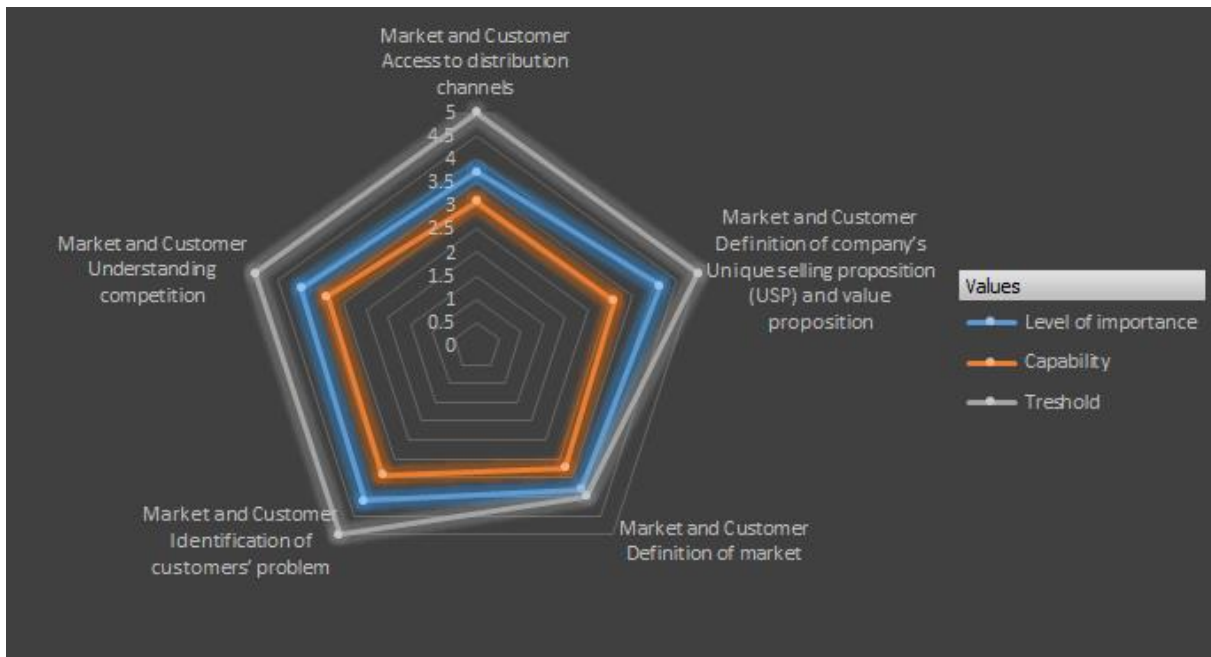 Market and Customer
Access to distribution
channels
5
4.5
4
3.5
3
2.5
2
1.5
1
0.5
0
Market and Customer
Definition of company’s
Unique selling proposition
(USP) and value
proposition
Market and Customer
Definition of market
Market and Customer
Identification of
customers’ problem
Market and Customer
Understanding
competition
Values
Level of importance
Capability
Treshold